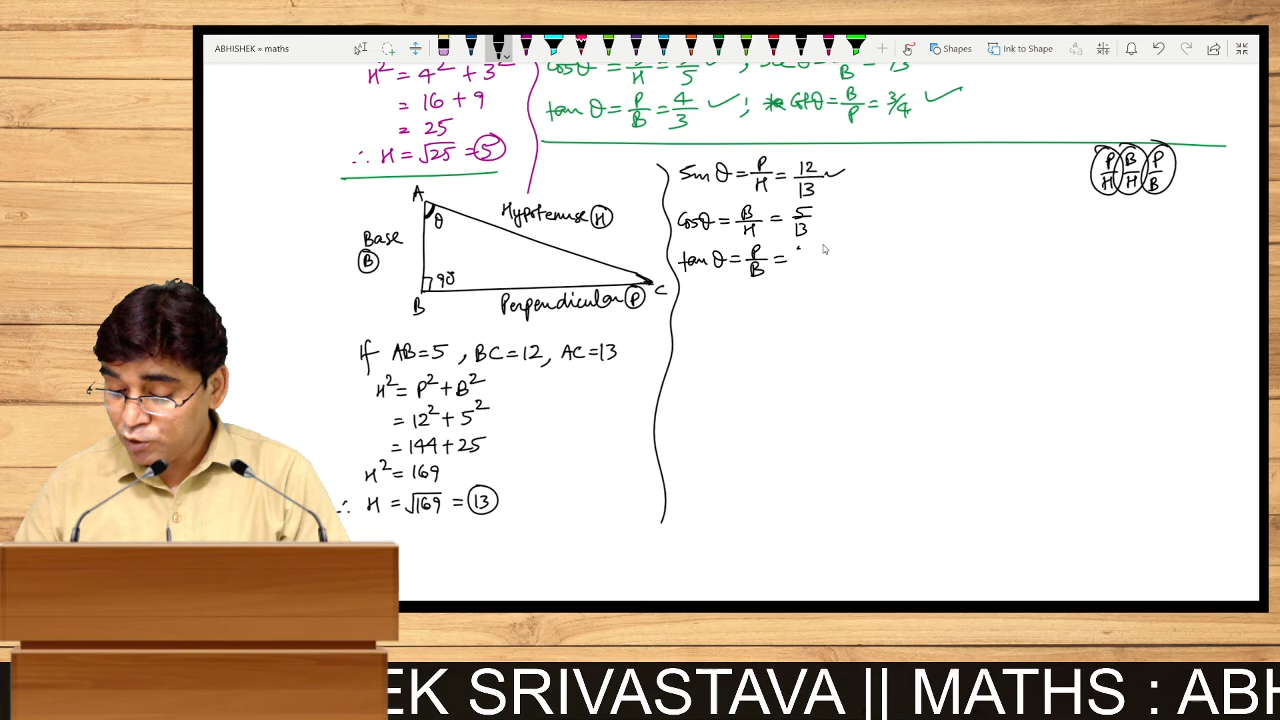 ABHISHEK » maths
Shapes
Ink to Shape
H² = 4² + 3²
= 16 + 9
= 25
∴ H = √25 = 5
tan θ = P/B = 4/3 ✓ ; cot θ = B/P = 3/4 ✓
P/H B/H P/B
A
θ
Hypotenuse (H)
Base
(B)
90°
B
Perpendicular (P)
C
If AB=5 , BC=12, AC=13
H² = P² + B²
= 12² + 5²
= 144 + 25
H² = 169
∴ H = √169 = 13
Sin θ = P/H = 12/13 ✓
Cos θ = B/H = 5/13
tan θ = P/B =
EK SRIVASTAVA || MATHS : AB